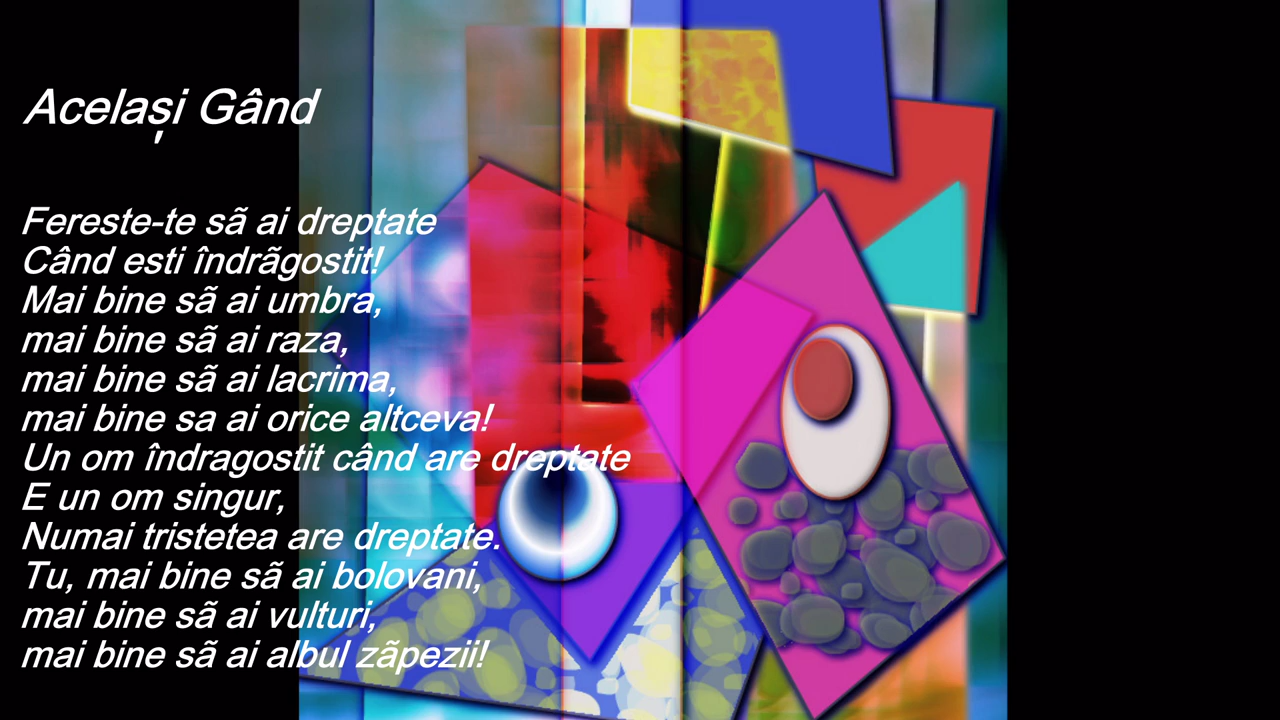 Același Gând
Fereste-te sã ai dreptate
Când esti îndrãgostit!
Mai bine sã ai umbra,
mai bine sã ai raza,
mai bine sã ai lacrima,
mai bine sa ai orice altceva!
Un om îndragostit când are dreptate
E un om singur,
Numai tristetea are dreptate.
Tu, mai bine sã ai bolovani,
mai bine sã ai vulturi,
mai bine sã ai albul zãpezii!